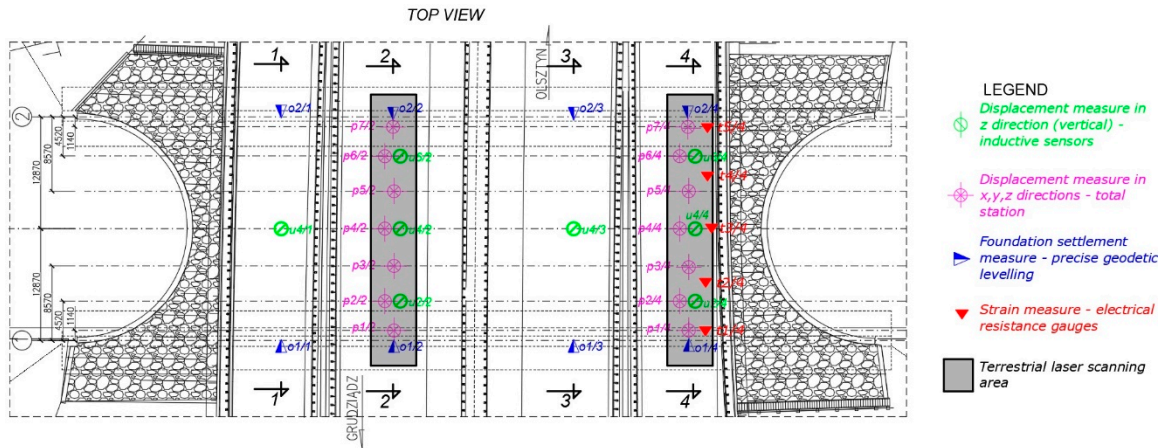 TOP VIEW
OLSZTYN
1 2 3 4
2
o2/1 o2/2 o2/3 o2/4
p7/2 p7/4
p6/2 p6/4
t4/4
p5/2 p5/4
u4/1 p4/2 u4/2 u4/3 p4/4 u4/4
p3/2 p3/4
p2/2 u2/2 p2/4
p1/2 p1/4
1
o1/1 o1/2 o1/3 o1/4
4520
1140
8570
12870
12870
8570
4520
1140
1 2 3 4
GRUDZIĄDZ
LEGEND
Displacement measure in
z direction (vertical) -
inductive sensors
Displacement measure in
x,y,z directions - total
station
Foundation settlement
measure - precise geodetic
levelling
Strain measure - electrical
resistance gauges
Terrestrial laser scanning
area